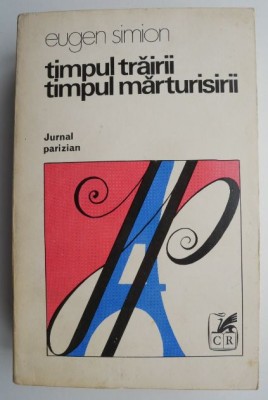 eugen simion
timpul trăirii
timpul mărturisirii
Jurnal
parizian
CR